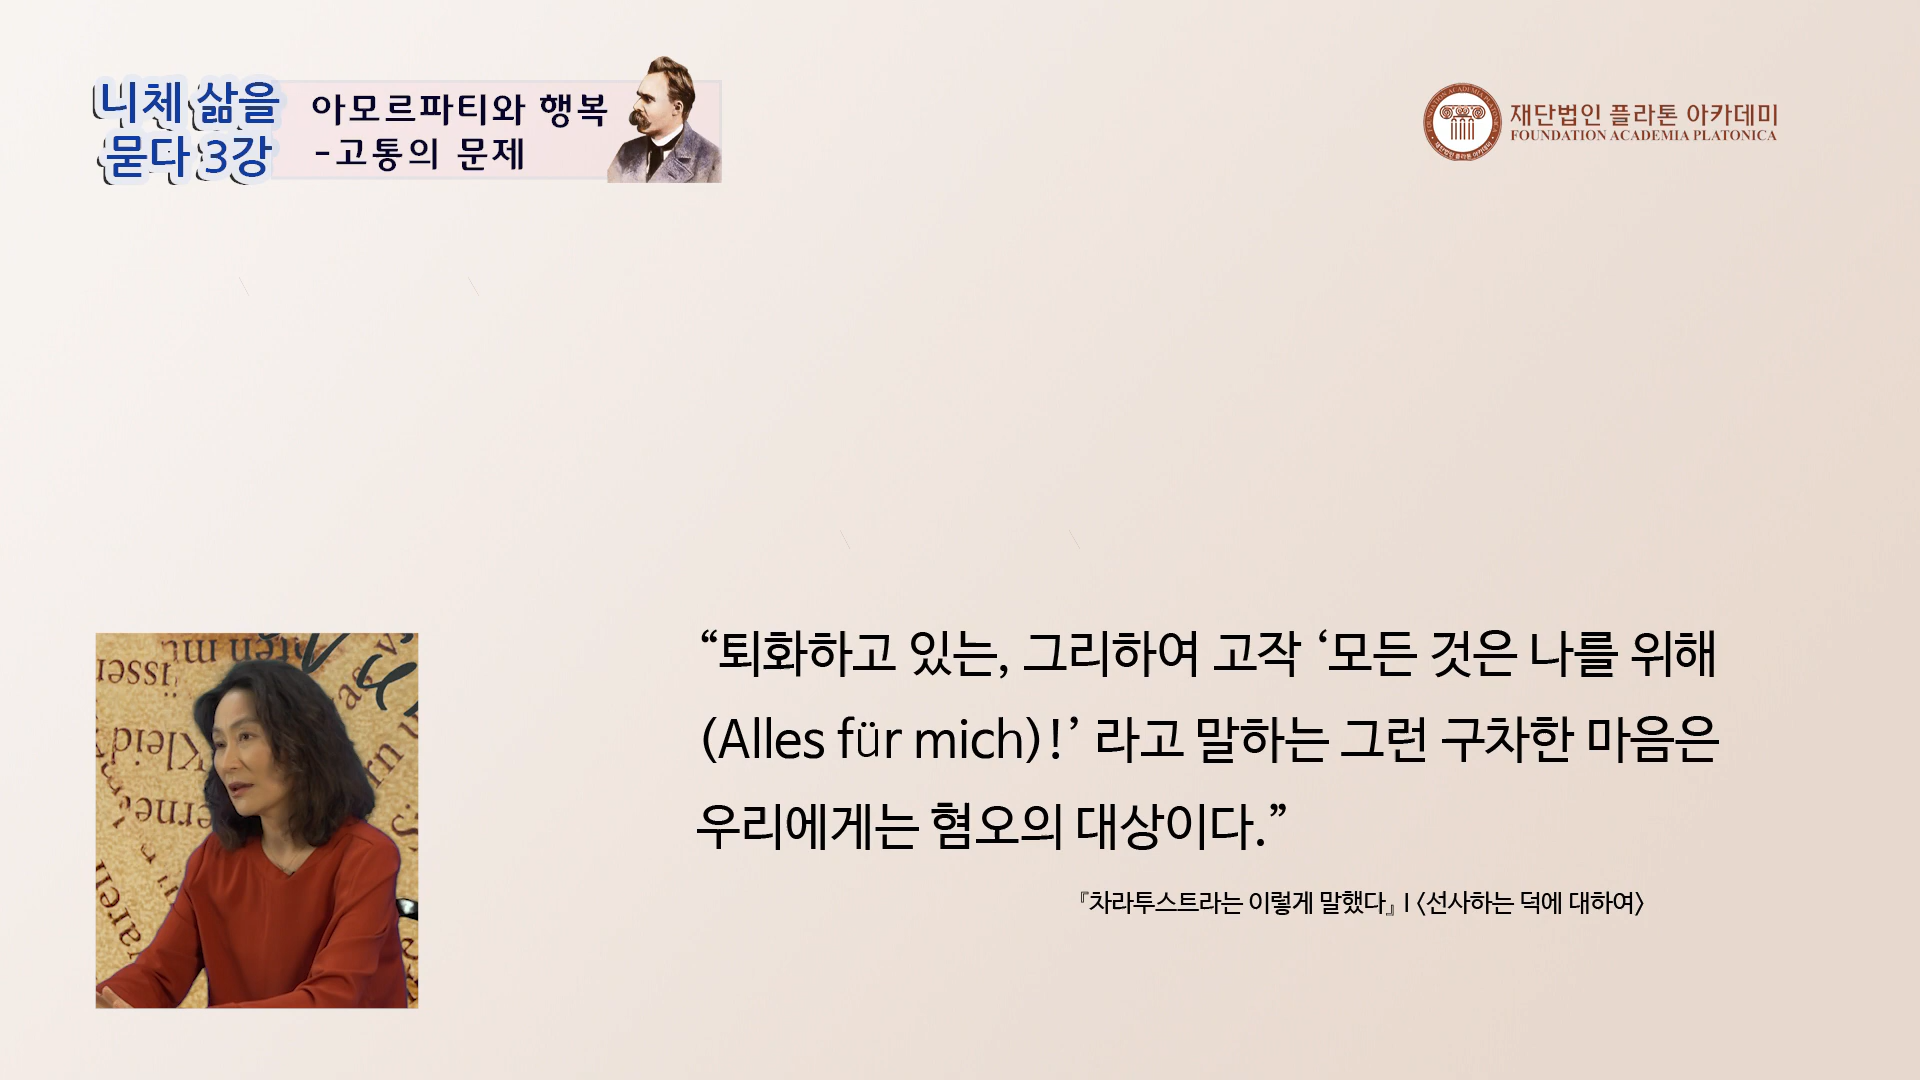 니체 삶을
묻다 3강
아모르파티와 행복
-고통의 문제
재단법인 플라톤 아카데미
FOUNDATION ACADEMIA PLATONICA
“퇴화하고 있는, 그리하여 고작 ‘모든 것은 나를 위해
(Alles für mich)!’ 라고 말하는 그런 구차한 마음은
우리에게는 혐오의 대상이다.”
『차라투스트라는 이렇게 말했다』 I <선사하는 덕에 대하여>